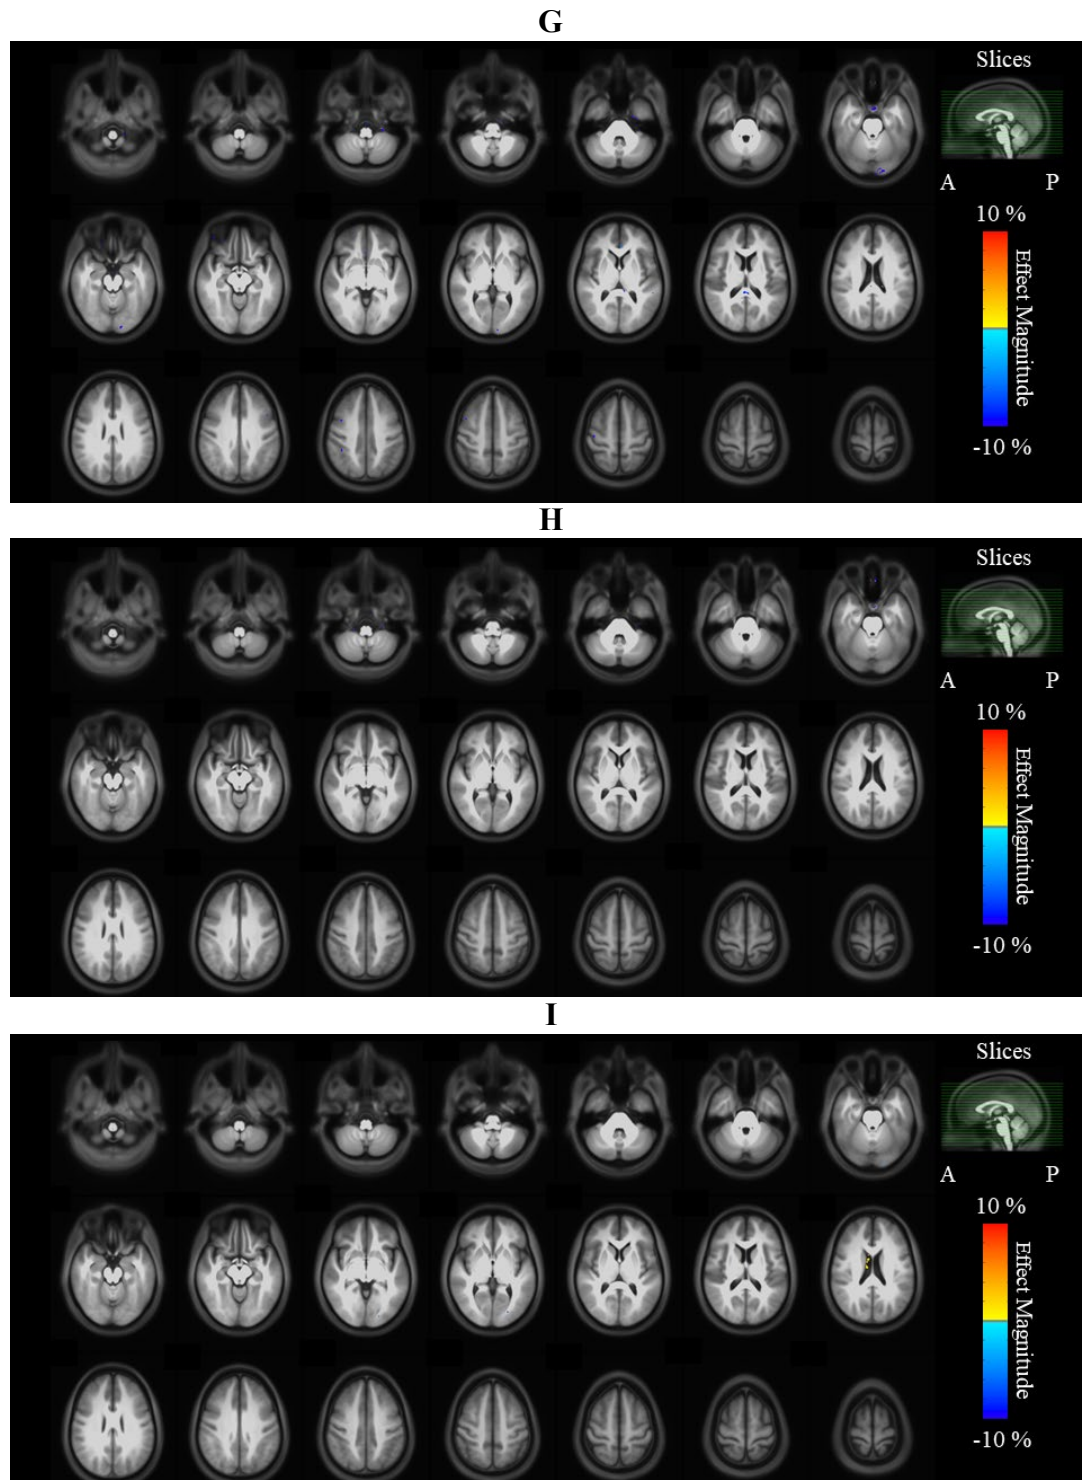 G
Slices
A P
10 %
Effect Magnitude
-10 %
H
Slices
A P
10 %
Effect Magnitude
-10 %
I
Slices
A P
10 %
Effect Magnitude
-10 %